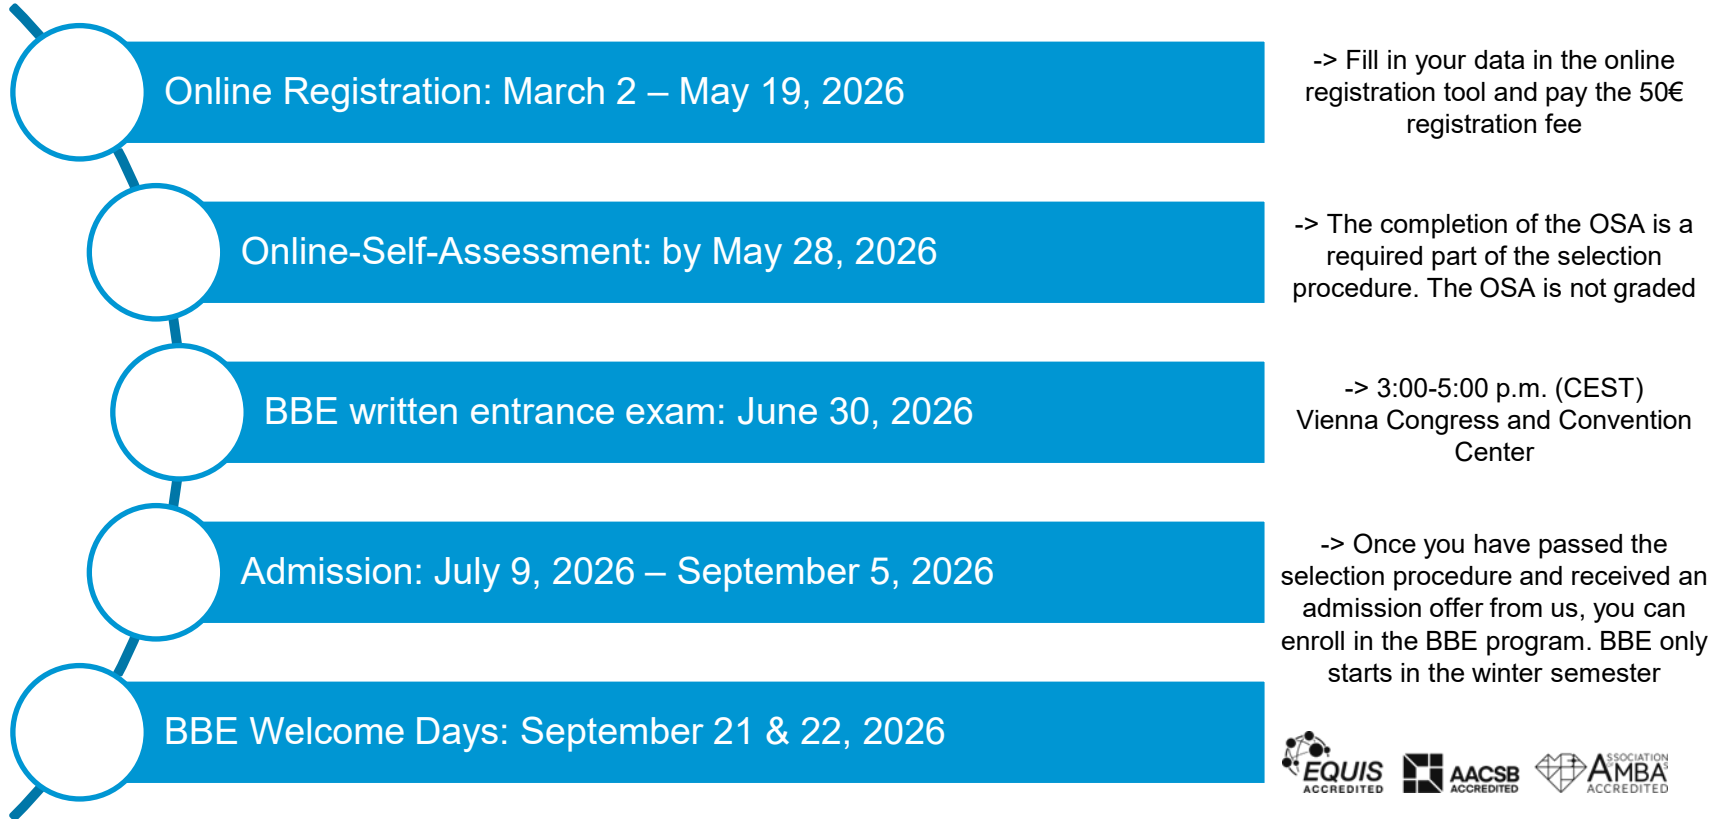 Online Registration: March 2 – May 19, 2026
-> Fill in your data in the online
registration tool and pay the 50€
registration fee
Online-Self-Assessment: by May 28, 2026
-> The completion of the OSA is a
required part of the selection
procedure. The OSA is not graded
BBE written entrance exam: June 30, 2026
-> 3:00-5:00 p.m. (CEST)
Vienna Congress and Convention
Center
Admission: July 9, 2026 – September 5, 2026
-> Once you have passed the
selection procedure and received an
admission offer from us, you can
enroll in the BBE program. BBE only
starts in the winter semester
BBE Welcome Days: September 21 & 22, 2026
EQUIS
ACCREDITED
AACSB
ACCREDITED
ASSOCIATION
AMBAs
ACCREDITED